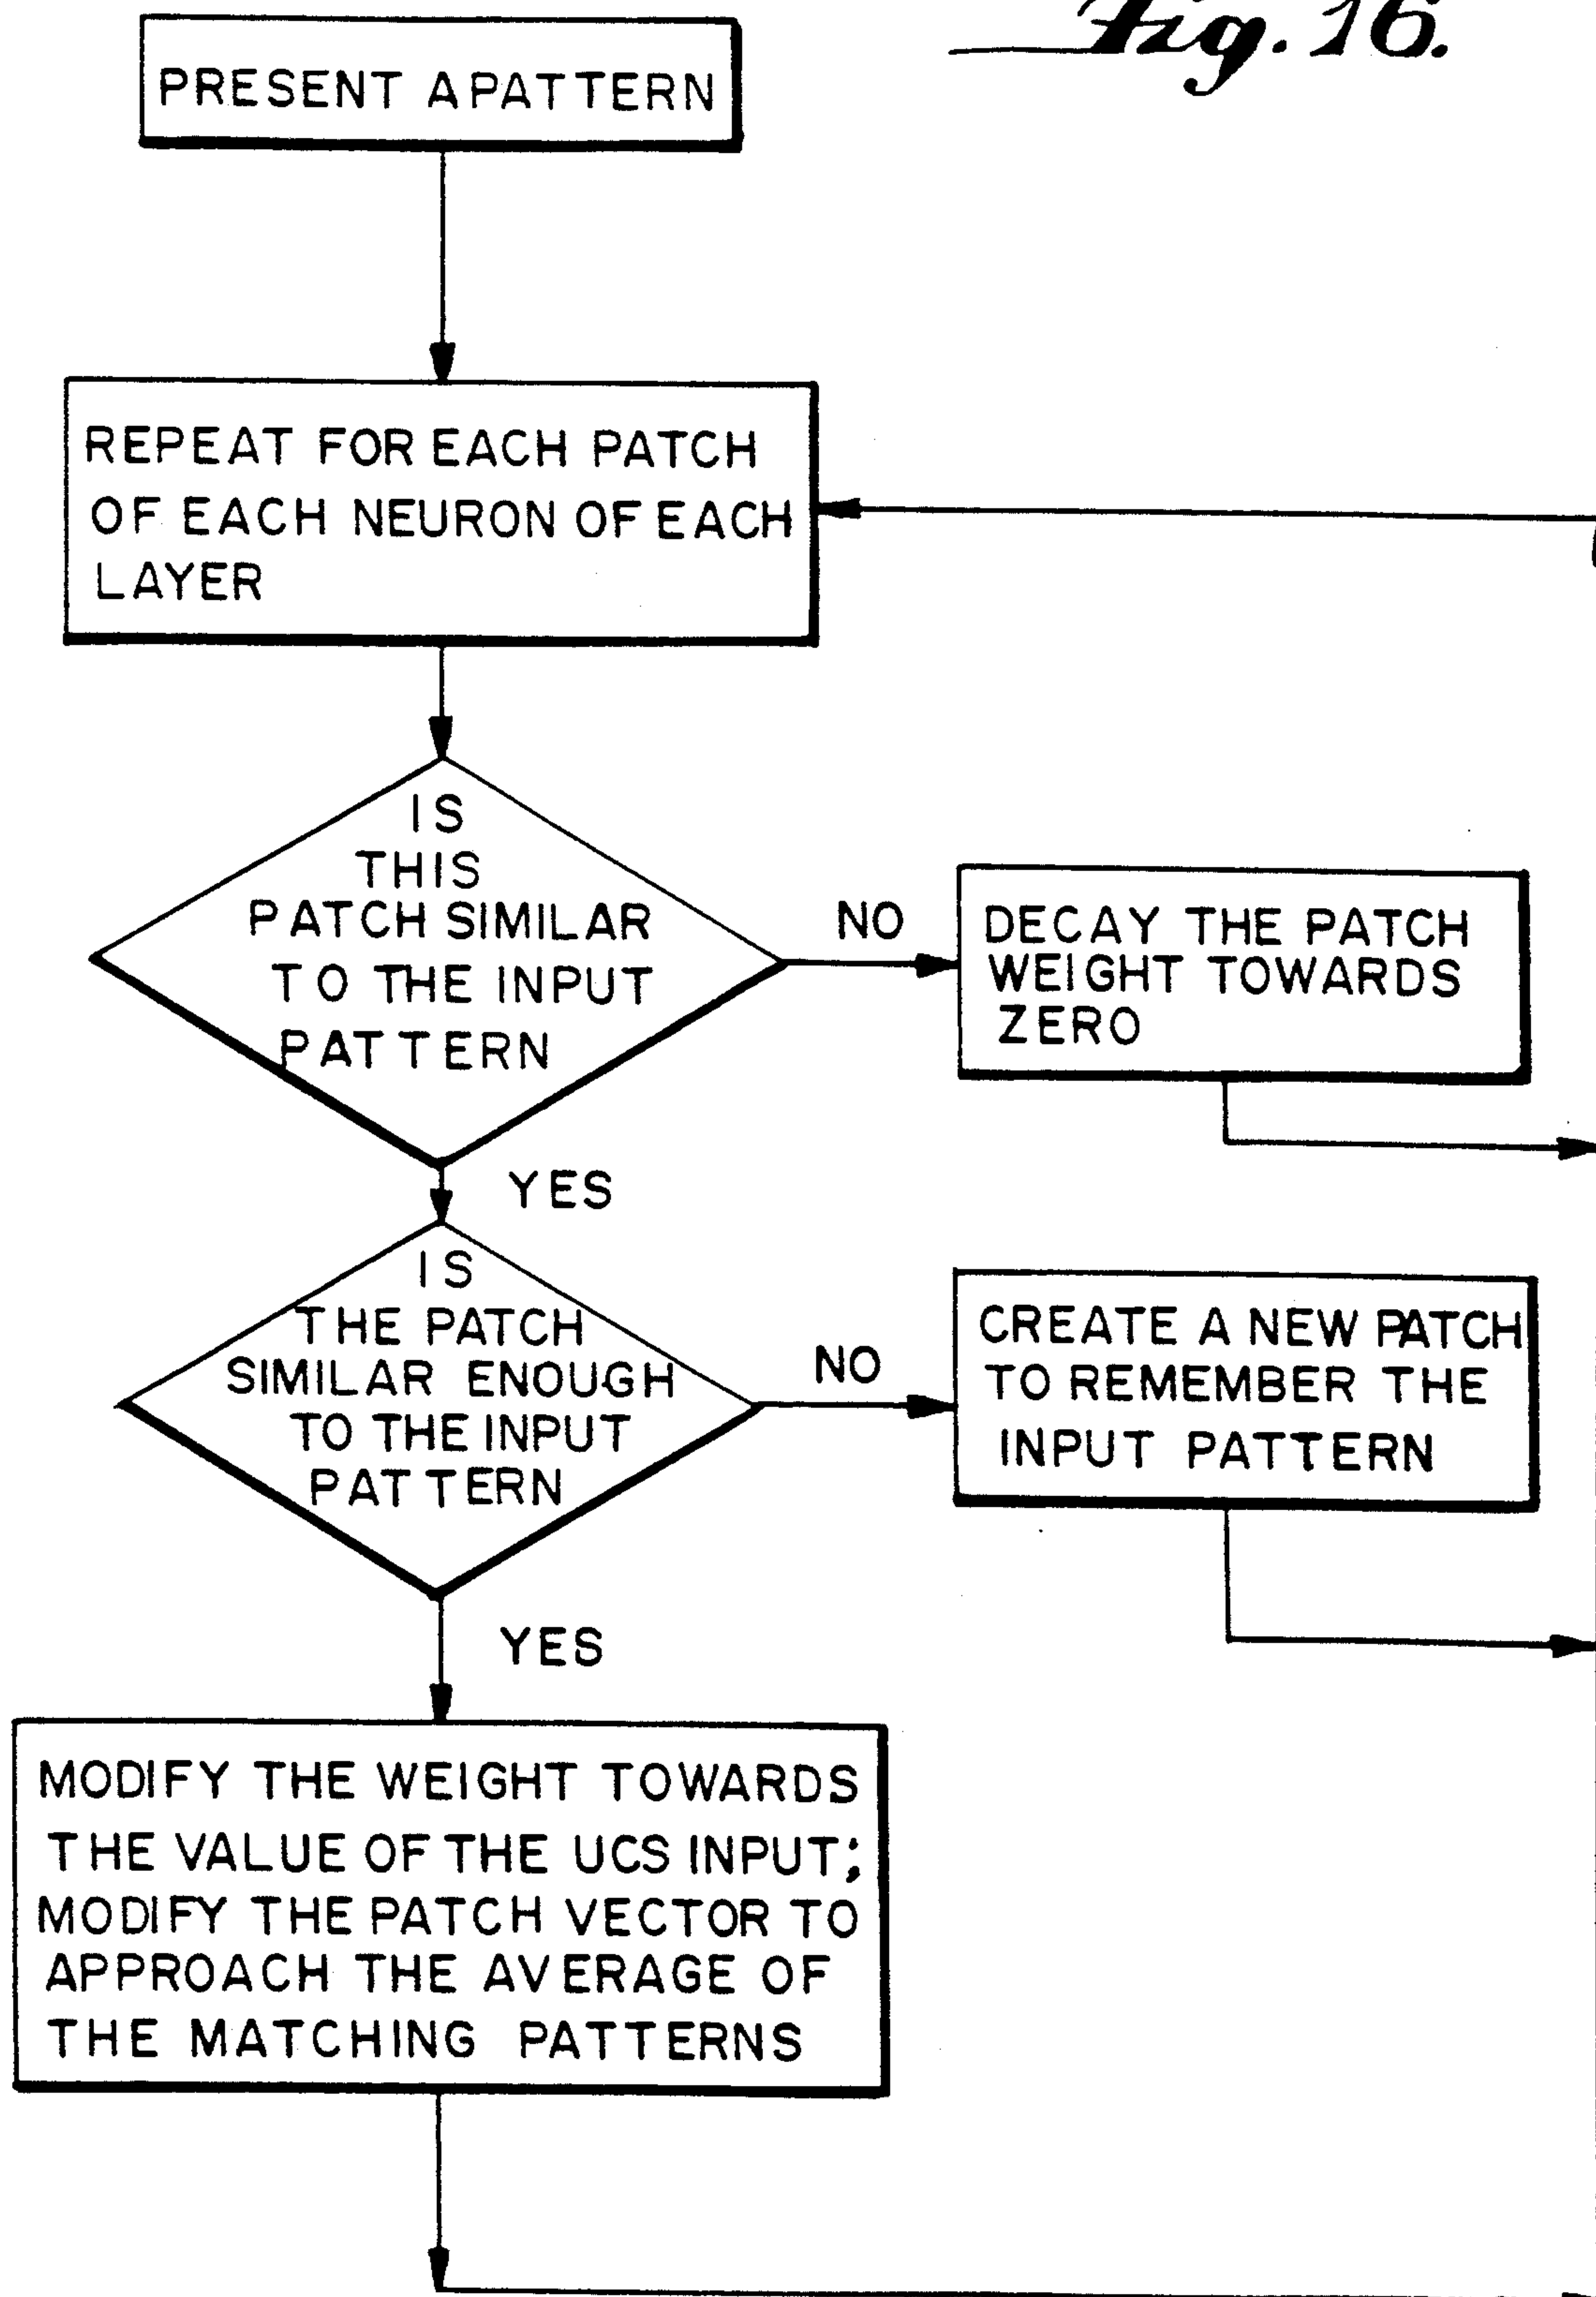 Fig. 16.
PRESENT A PATTERN
REPEAT FOR EACH PATCH
OF EACH NEURON OF EACH
LAYER
IS
THIS
PATCH SIMILAR
TO THE INPUT
PATTERN
NO
DECAY THE PATCH
WEIGHT TOWARDS
ZERO
YES
IS
THE PATCH
SIMILAR ENOUGH
TO THE INPUT
PATTERN
NO
CREATE A NEW PATCH
TO REMEMBER THE
INPUT PATTERN
YES
MODIFY THE WEIGHT TOWARDS
THE VALUE OF THE UCS INPUT;
MODIFY THE PATCH VECTOR TO
APPROACH THE AVERAGE OF
THE MATCHING PATTERNS